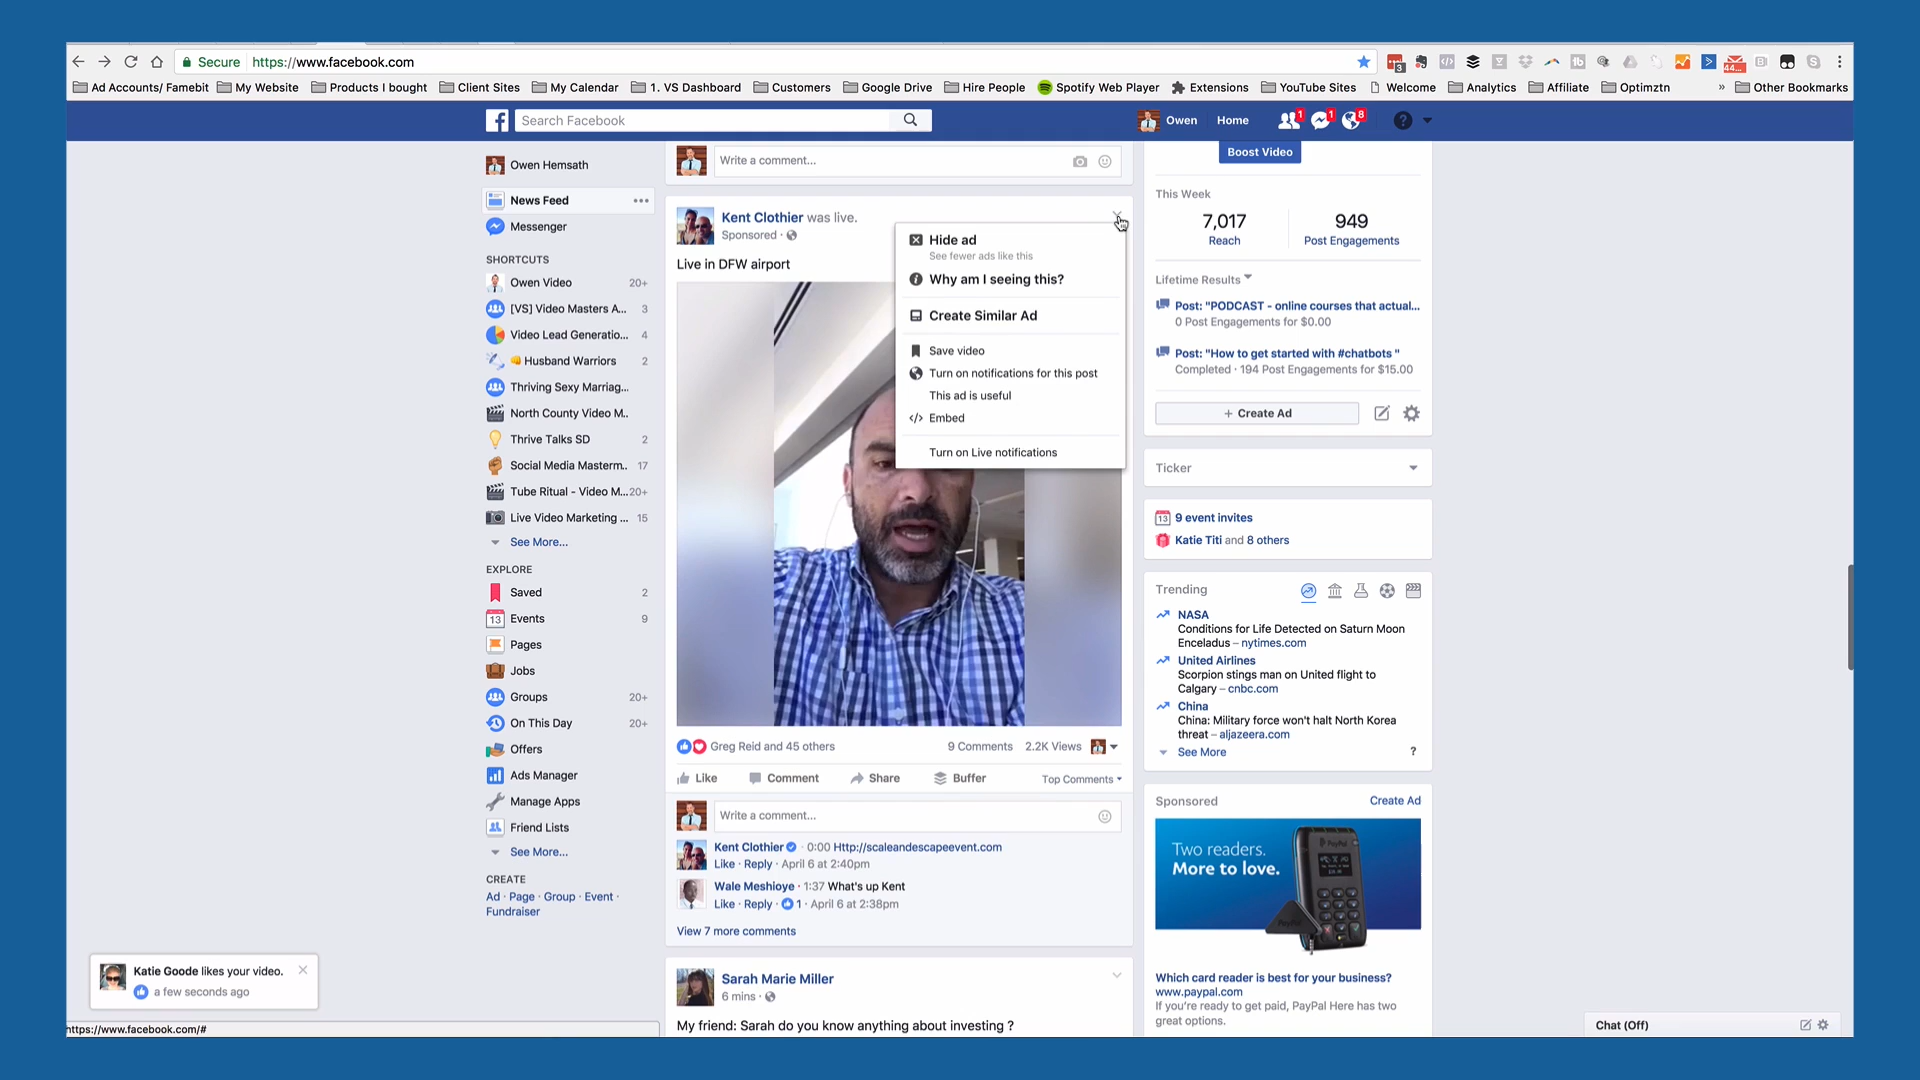 Secure https://www.facebook.com
3
44...
Ad Accounts/ Famebit My Website Products I bought Client Sites My Calendar 1. VS Dashboard Customers Google Drive Hire People Spotify Web Player Extensions YouTube Sites Welcome Analytics Affiliate Optimztn » Other Bookmarks
Search Facebook
Owen Home 1 1 8 ?
Owen Hemsath
News Feed
Messenger
SHORTCUTS
Owen Video 20+
[VS] Video Masters A... 3
Video Lead Generatio... 4
Husband Warriors 2
Thriving Sexy Marriag...
North County Video M..
Thrive Talks SD 2
Social Media Masterm.. 17
Tube Ritual - Video M... 20+
Live Video Marketing ... 15
See More...
EXPLORE
Saved 2
13 Events 9
Pages
Jobs
Groups 20+
On This Day 20+
Offers
Ads Manager
Manage Apps
Friend Lists
See More...
CREATE
Ad · Page · Group · Event ·
Fundraiser
Katie Goode likes your video.
a few seconds ago
https://www.facebook.com/#
Write a comment...
Kent Clothier was live.
Sponsored ·
Live in DFW airport
Hide ad
See fewer ads like this
Why am I seeing this?
Create Similar Ad
Save video
Turn on notifications for this post
This ad is useful
</> Embed
Turn on Live notifications
Greg Reid and 45 others 9 Comments 2.2K Views
Like Comment Share Buffer Top Comments
Write a comment...
Kent Clothier · 0:00 Http://scaleandescapeevent.com
Like · Reply · April 6 at 2:40pm
Wale Meshioye · 1:37 What's up Kent
Like · Reply · 1 · April 6 at 2:38pm
View 7 more comments
Sarah Marie Miller
6 mins ·
My friend: Sarah do you know anything about investing ?
Boost Video
This Week
7,017 949
Reach Post Engagements
Lifetime Results
Post: "PODCAST - online courses that actual...
0 Post Engagements for $0.00
Post: "How to get started with #chatbots "
Completed · 194 Post Engagements for $15.00
+ Create Ad
Ticker
13 9 event invites
Katie Titi and 8 others
Trending
NASA
Conditions for Life Detected on Saturn Moon
Enceladus – nytimes.com
United Airlines
Scorpion stings man on United flight to
Calgary – cnbc.com
China
China: Military force won't halt North Korea
threat – aljazeera.com
See More ?
Sponsored Create Ad
Two readers.
More to love.
PayPal
Which card reader is best for your business?
www.paypal.com
If you're ready to get paid, PayPal Here has two
great options.
Chat (Off)